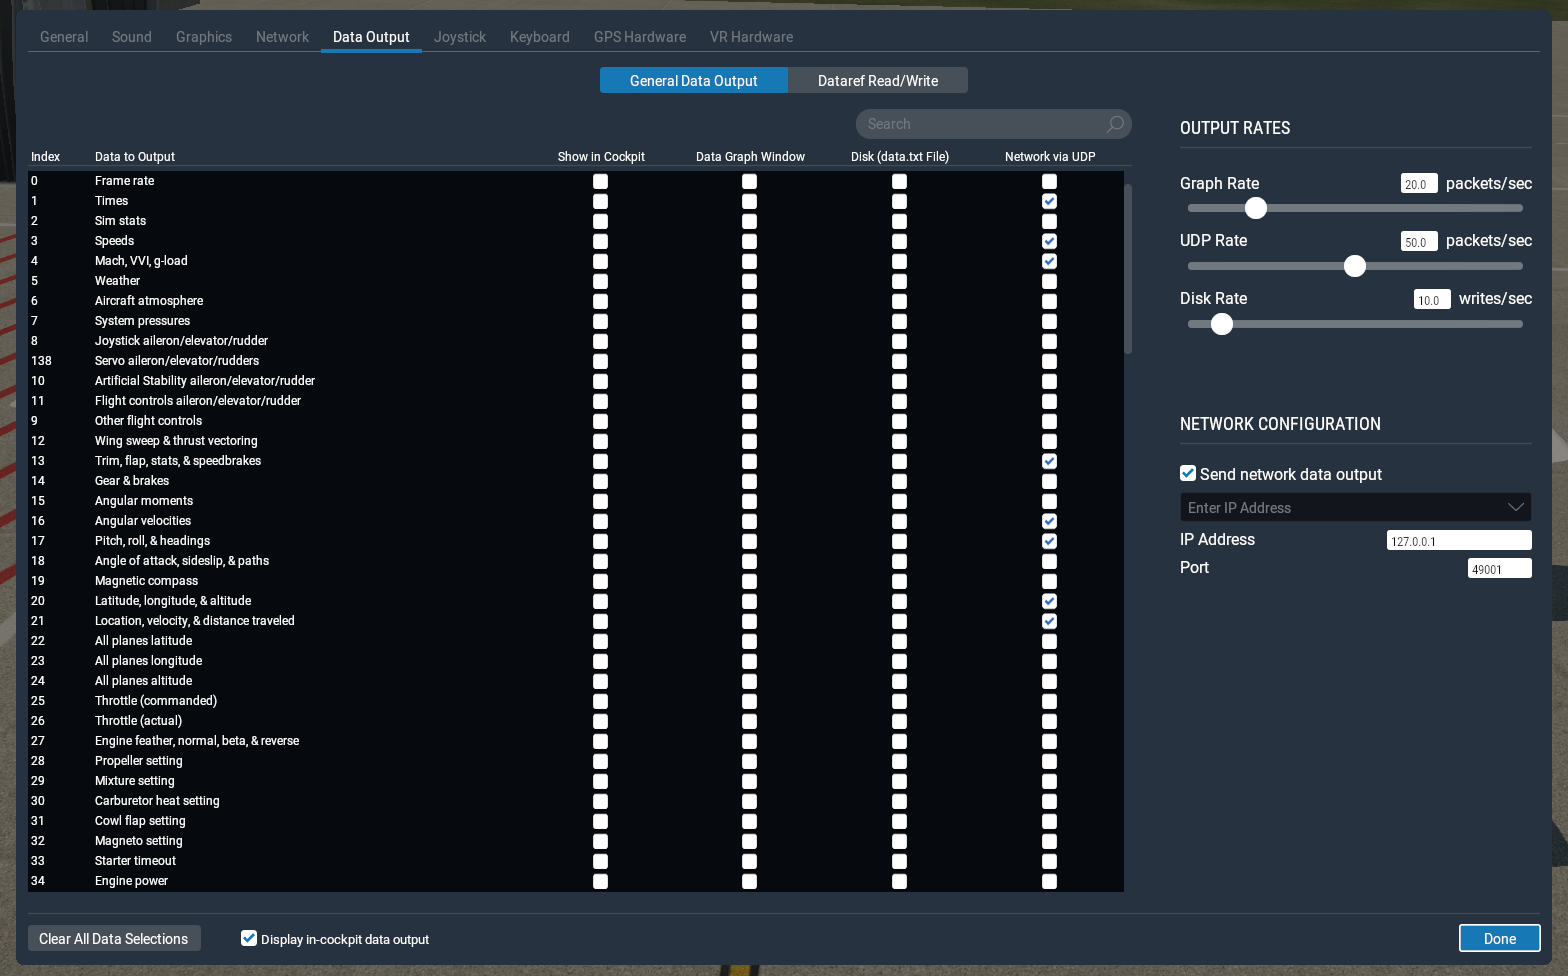 General Sound Graphics Network Data Output Joystick Keyboard GPS Hardware VR Hardware
General Data Output Dataref Read/Write
Search
Index Data to Output Show in Cockpit Data Graph Window Disk (data.txt File) Network via UDP
0 Frame rate
1 Times
2 Sim stats
3 Speeds
4 Mach, VVI, g-load
5 Weather
6 Aircraft atmosphere
7 System pressures
8 Joystick aileron/elevator/rudder
138 Servo aileron/elevator/rudders
10 Artificial Stability aileron/elevator/rudder
11 Flight controls aileron/elevator/rudder
9 Other flight controls
12 Wing sweep & thrust vectoring
13 Trim, flap, stats, & speedbrakes
14 Gear & brakes
15 Angular moments
16 Angular velocities
17 Pitch, roll, & headings
18 Angle of attack, sideslip, & paths
19 Magnetic compass
20 Latitude, longitude, & altitude
21 Location, velocity, & distance traveled
22 All planes latitude
23 All planes longitude
24 All planes altitude
25 Throttle (commanded)
26 Throttle (actual)
27 Engine feather, normal, beta, & reverse
28 Propeller setting
29 Mixture setting
30 Carburetor heat setting
31 Cowl flap setting
32 Magneto setting
33 Starter timeout
34 Engine power
OUTPUT RATES
Graph Rate 20.0 packets/sec
UDP Rate 50.0 packets/sec
Disk Rate 10.0 writes/sec
NETWORK CONFIGURATION
Send network data output
Enter IP Address
IP Address 127.0.0.1
Port 49001
Clear All Data Selections Display in-cockpit data output Done